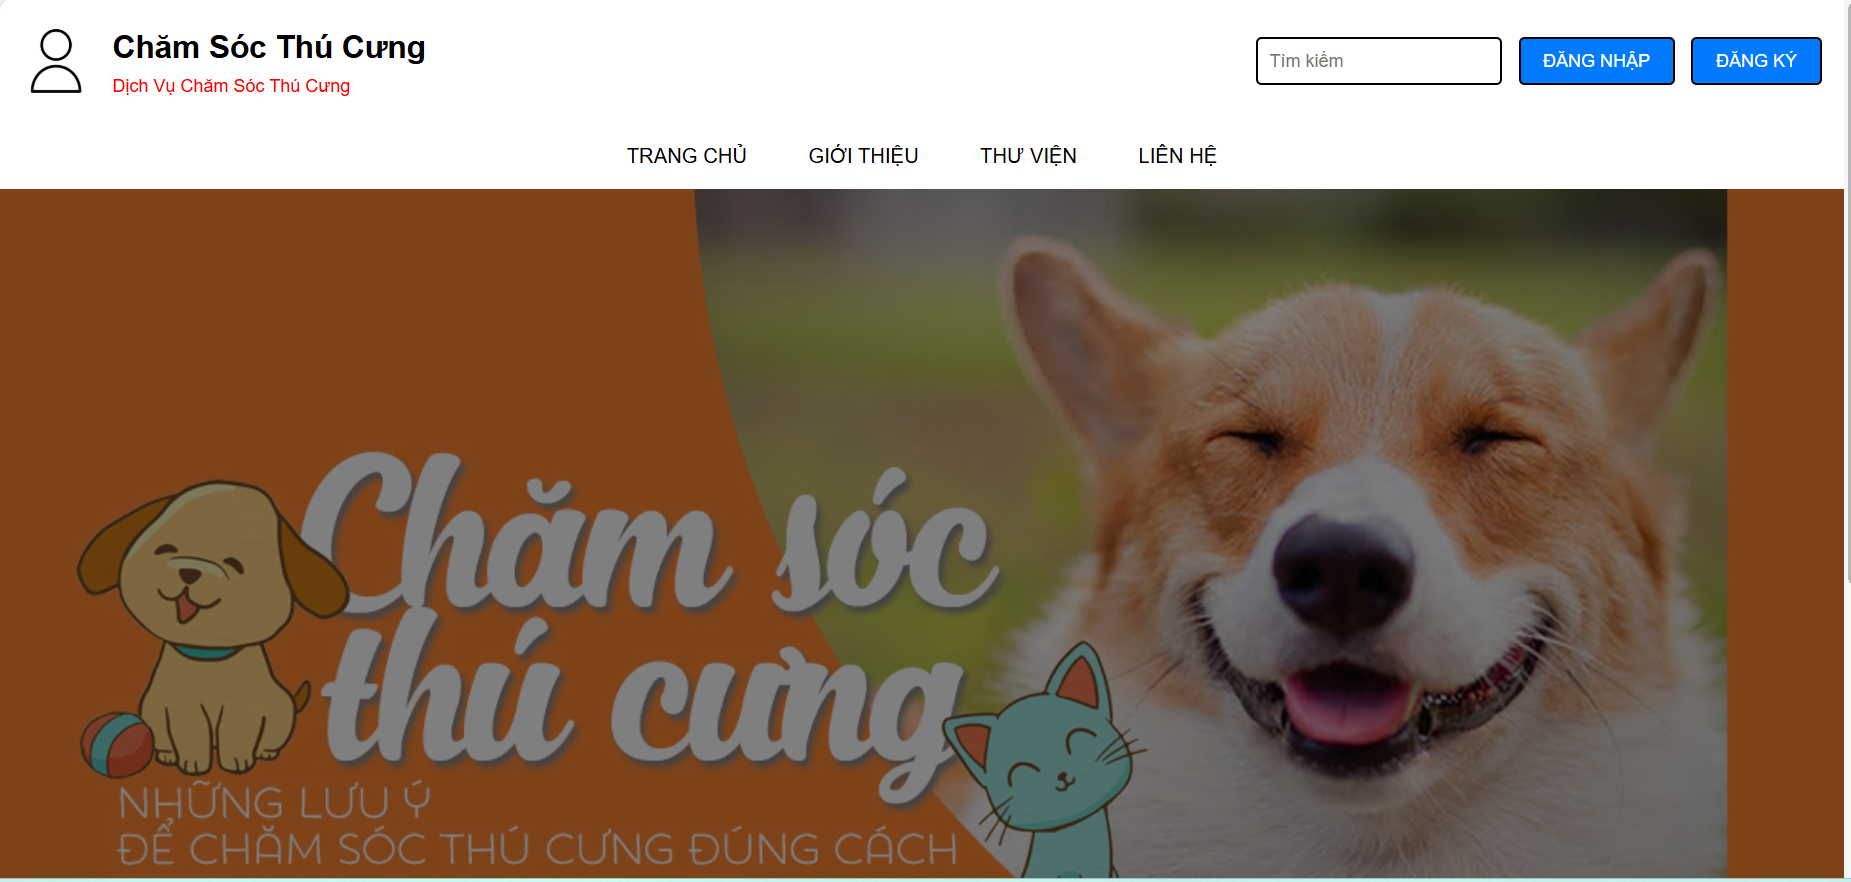 Chăm Sóc Thú Cưng
Dịch Vụ Chăm Sóc Thú Cưng
Tìm kiếm
ĐĂNG NHẬP
ĐĂNG KÝ
TRANG CHỦ
GIỚI THIỆU
THƯ VIỆN
LIÊN HỆ
Chăm sóc
thú cưng
NHỮNG LƯU Ý
ĐỂ CHĂM SÓC THÚ CƯNG ĐÚNG CÁCH